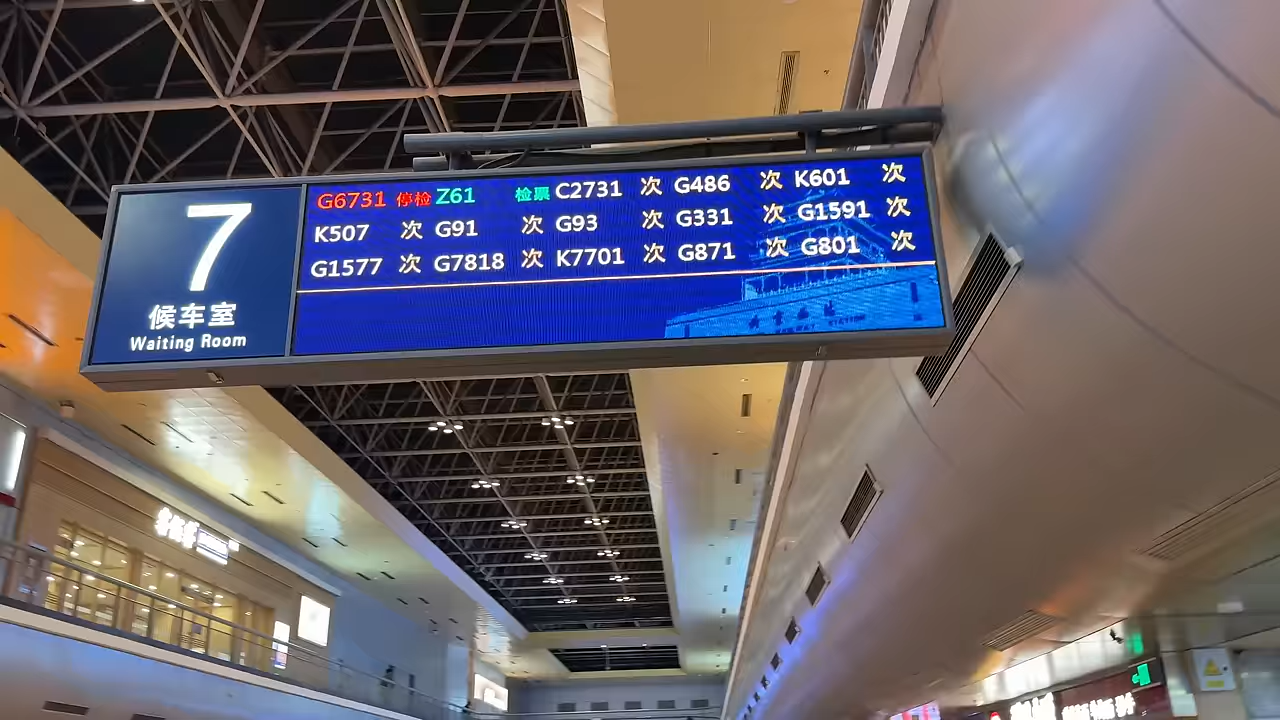 7
候车室
Waiting Room
G6731 停检 Z61 检票 C2731 次 G486 次 K601 次
K507 次 G91 次 G93 次 G331 次 G1591 次
G1577 次 G7818 次 K7701 次 G871 次 G801 次